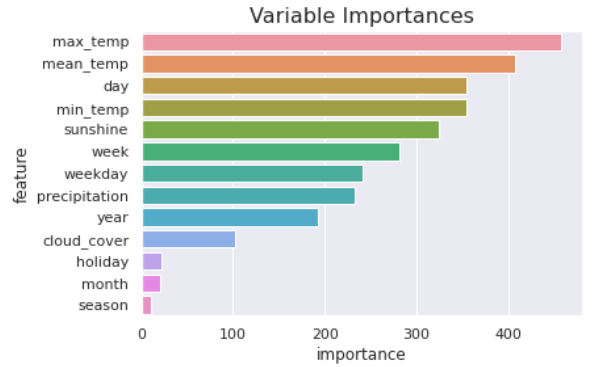 Variable Importances
max_temp
mean_temp
day
min_temp
sunshine
week
weekday
precipitation
year
cloud_cover
holiday
month
season
feature
0 100 200 300 400
importance